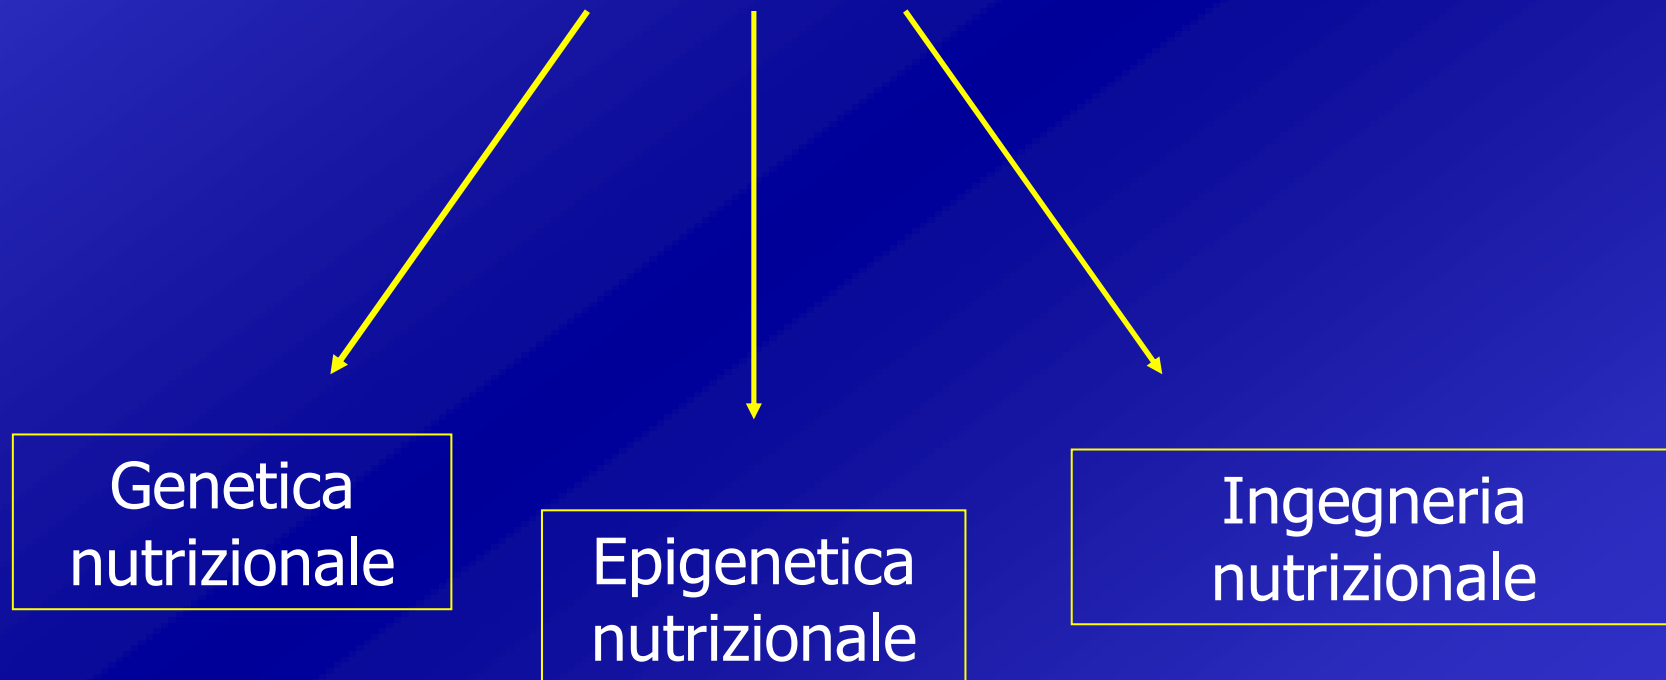 Genetica
nutrizionale
Epigenetica
nutrizionale
Ingegneria
nutrizionale